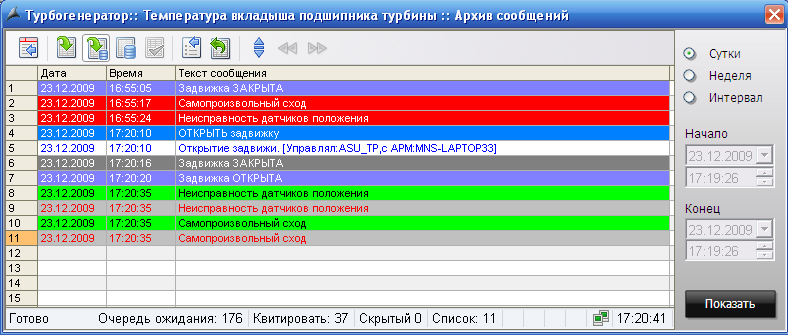 Турбогенератор:: Температура вкладыша подшипника турбины :: Архив сообщений
Дата Время Текст сообщения
1 23.12.2009 16:55:05 Задвижка ЗАКРЫТА
2 23.12.2009 16:55:17 Самопроизвольный сход
3 23.12.2009 16:55:24 Неисправность датчиков положения
4 23.12.2009 17:20:10 ОТКРЫТЬ задвижку
5 23.12.2009 17:20:10 Открытие задвижи. [Управлял:ASU_TP,с АРМ:MNS-LAPTOP33]
6 23.12.2009 17:20:16 Задвижка ЗАКРЫТА
7 23.12.2009 17:20:20 Задвижка ОТКРЫТА
8 23.12.2009 17:20:35 Неисправность датчиков положения
9 23.12.2009 17:20:35 Неисправность датчиков положения
10 23.12.2009 17:20:35 Самопроизвольный сход
11 23.12.2009 17:20:35 Самопроизвольный сход
12
13
14
15
Готово Очередь ожидания: 176 Квитировать: 37 Скрытый 0 Список: 11 17:20:41
Сутки
Неделя
Интервал
Начало
23.12.2009
17:19:26
Конец
23.12.2009
17:19:26
Показать